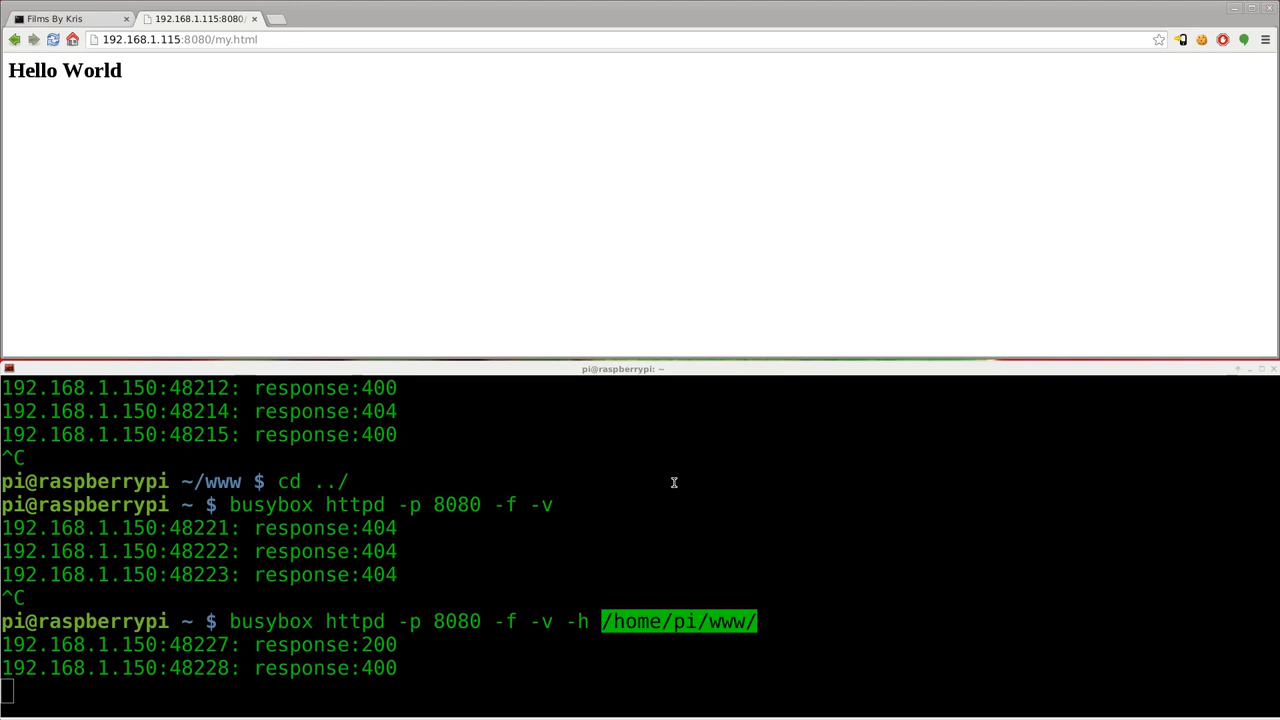 Films By Kris
192.168.1.115:8080/
192.168.1.115:8080/my.html
Hello World
pi@raspberrypi: ~
192.168.1.150:48212: response:400
192.168.1.150:48214: response:404
192.168.1.150:48215: response:400
^C
pi@raspberrypi ~/www $ cd ../
pi@raspberrypi ~ $ busybox httpd -p 8080 -f -v
192.168.1.150:48221: response:404
192.168.1.150:48222: response:404
192.168.1.150:48223: response:404
^C
pi@raspberrypi ~ $ busybox httpd -p 8080 -f -v -h /home/pi/www/
192.168.1.150:48227: response:200
192.168.1.150:48228: response:400